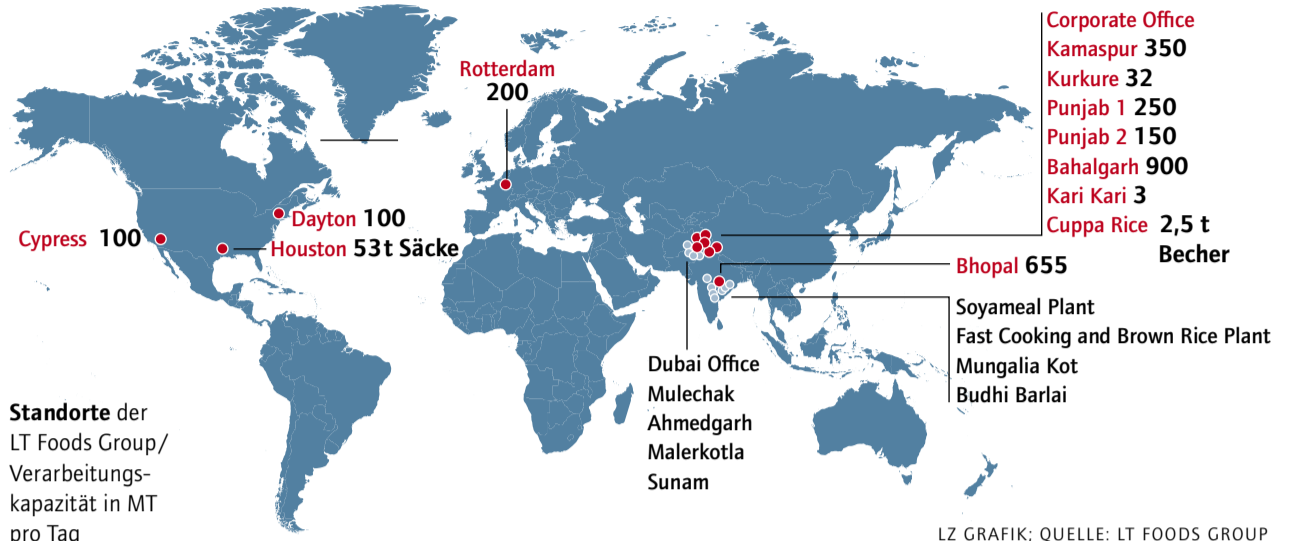 Corporate Office
Kamaspur 350
Kurkure 32
Punjab 1 250
Punjab 2 150
Bahalgarh 900
Kari Kari 3
Cuppa Rice 2,5 t
Becher
Rotterdam
200
Dayton 100
Cypress 100
Houston 53 t Säcke
Bhopal 655
Soyameal Plant
Fast Cooking and Brown Rice Plant
Mungalia Kot
Budhi Barlai
Dubai Office
Mulechak
Ahmedgarh
Malerkotla
Sunam
Standorte der
LT Foods Group/
Verarbeitungs-
kapazität in MT
pro Tag
LZ GRAFIK; QUELLE: LT FOODS GROUP